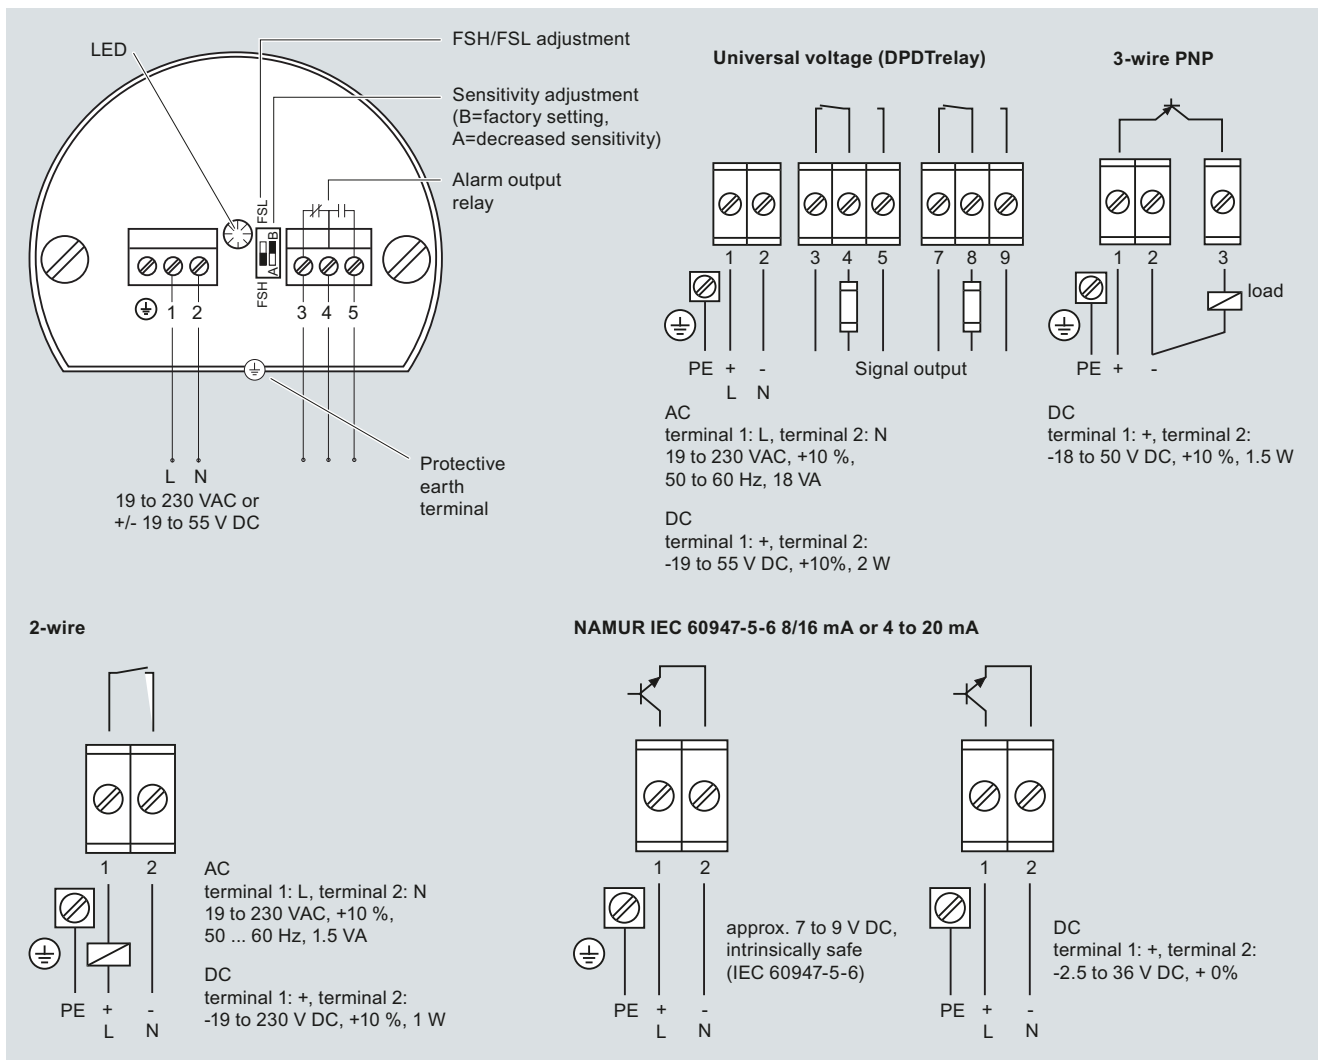 LED
FSH/FSL adjustment
Sensitivity adjustment
(B=factory setting,
A=decreased sensitivity)
Alarm output
relay
FSL
B
A
FSH
1 2
3 4 5
L N
19 to 230 VAC or
+/- 19 to 55 V DC
Protective
earth
terminal
Universal voltage (DPDTrelay)
1 2 3 4 5 7 8 9
PE + -
L N
Signal output
AC
terminal 1: L, terminal 2: N
19 to 230 VAC, +10 %,
50 to 60 Hz, 18 VA
DC
terminal 1: +, terminal 2:
-19 to 55 V DC, +10%, 2 W
3-wire PNP
1 2 3
load
PE + -
DC
terminal 1: +, terminal 2:
-18 to 50 V DC, +10 %, 1.5 W
2-wire
1 2
PE + -
L N
AC
terminal 1: L, terminal 2: N
19 to 230 VAC, +10 %,
50 ... 60 Hz, 1.5 VA
DC
terminal 1: +, terminal 2:
-19 to 230 V DC, +10 %, 1 W
NAMUR IEC 60947-5-6 8/16 mA or 4 to 20 mA
1 2
PE + -
L N
approx. 7 to 9 V DC,
intrinsically safe
(IEC 60947-5-6)
1 2
PE + -
L N
DC
terminal 1: +, terminal 2:
-2.5 to 36 V DC, + 0%